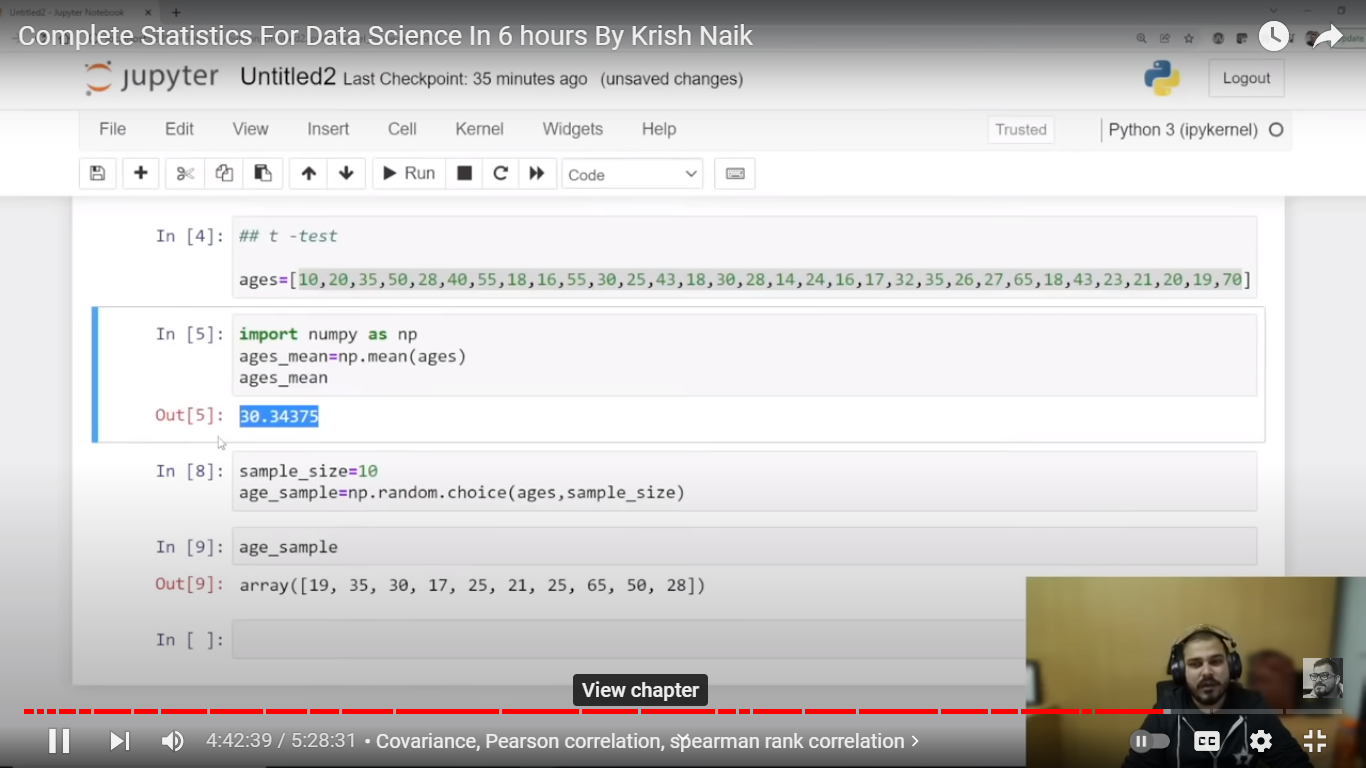 Untitled2 - Jupyter Notebook
Complete Statistics For Data Science In 6 hours By Krish Naik
jupyter Untitled2 Last Checkpoint: 35 minutes ago (unsaved changes)
Logout
File Edit View Insert Cell Kernel Widgets Help
Trusted
Python 3 (ipykernel)
Run
Code
In [4]: ## t -test
ages=[10,20,35,50,28,40,55,18,16,55,30,25,43,18,30,28,14,24,16,17,32,35,26,27,65,18,43,23,21,20,19,70]
In [5]: import numpy as np
ages_mean=np.mean(ages)
ages_mean
Out[5]: 30.34375
In [8]: sample_size=10
age_sample=np.random.choice(ages,sample_size)
In [9]: age_sample
Out[9]: array([19, 35, 30, 17, 25, 21, 25, 65, 50, 28])
In [ ]:
View chapter
4:42:39 / 5:28:31 • Covariance, Pearson correlation, spearman rank correlation
CC